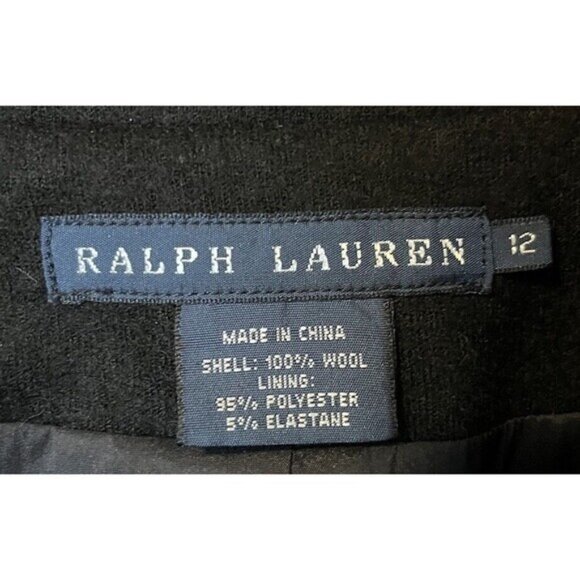 RALPH LAUREN 12
MADE IN CHINA
SHELL: 100% WOOL
LINING:
95% POLYESTER
5% ELASTANE